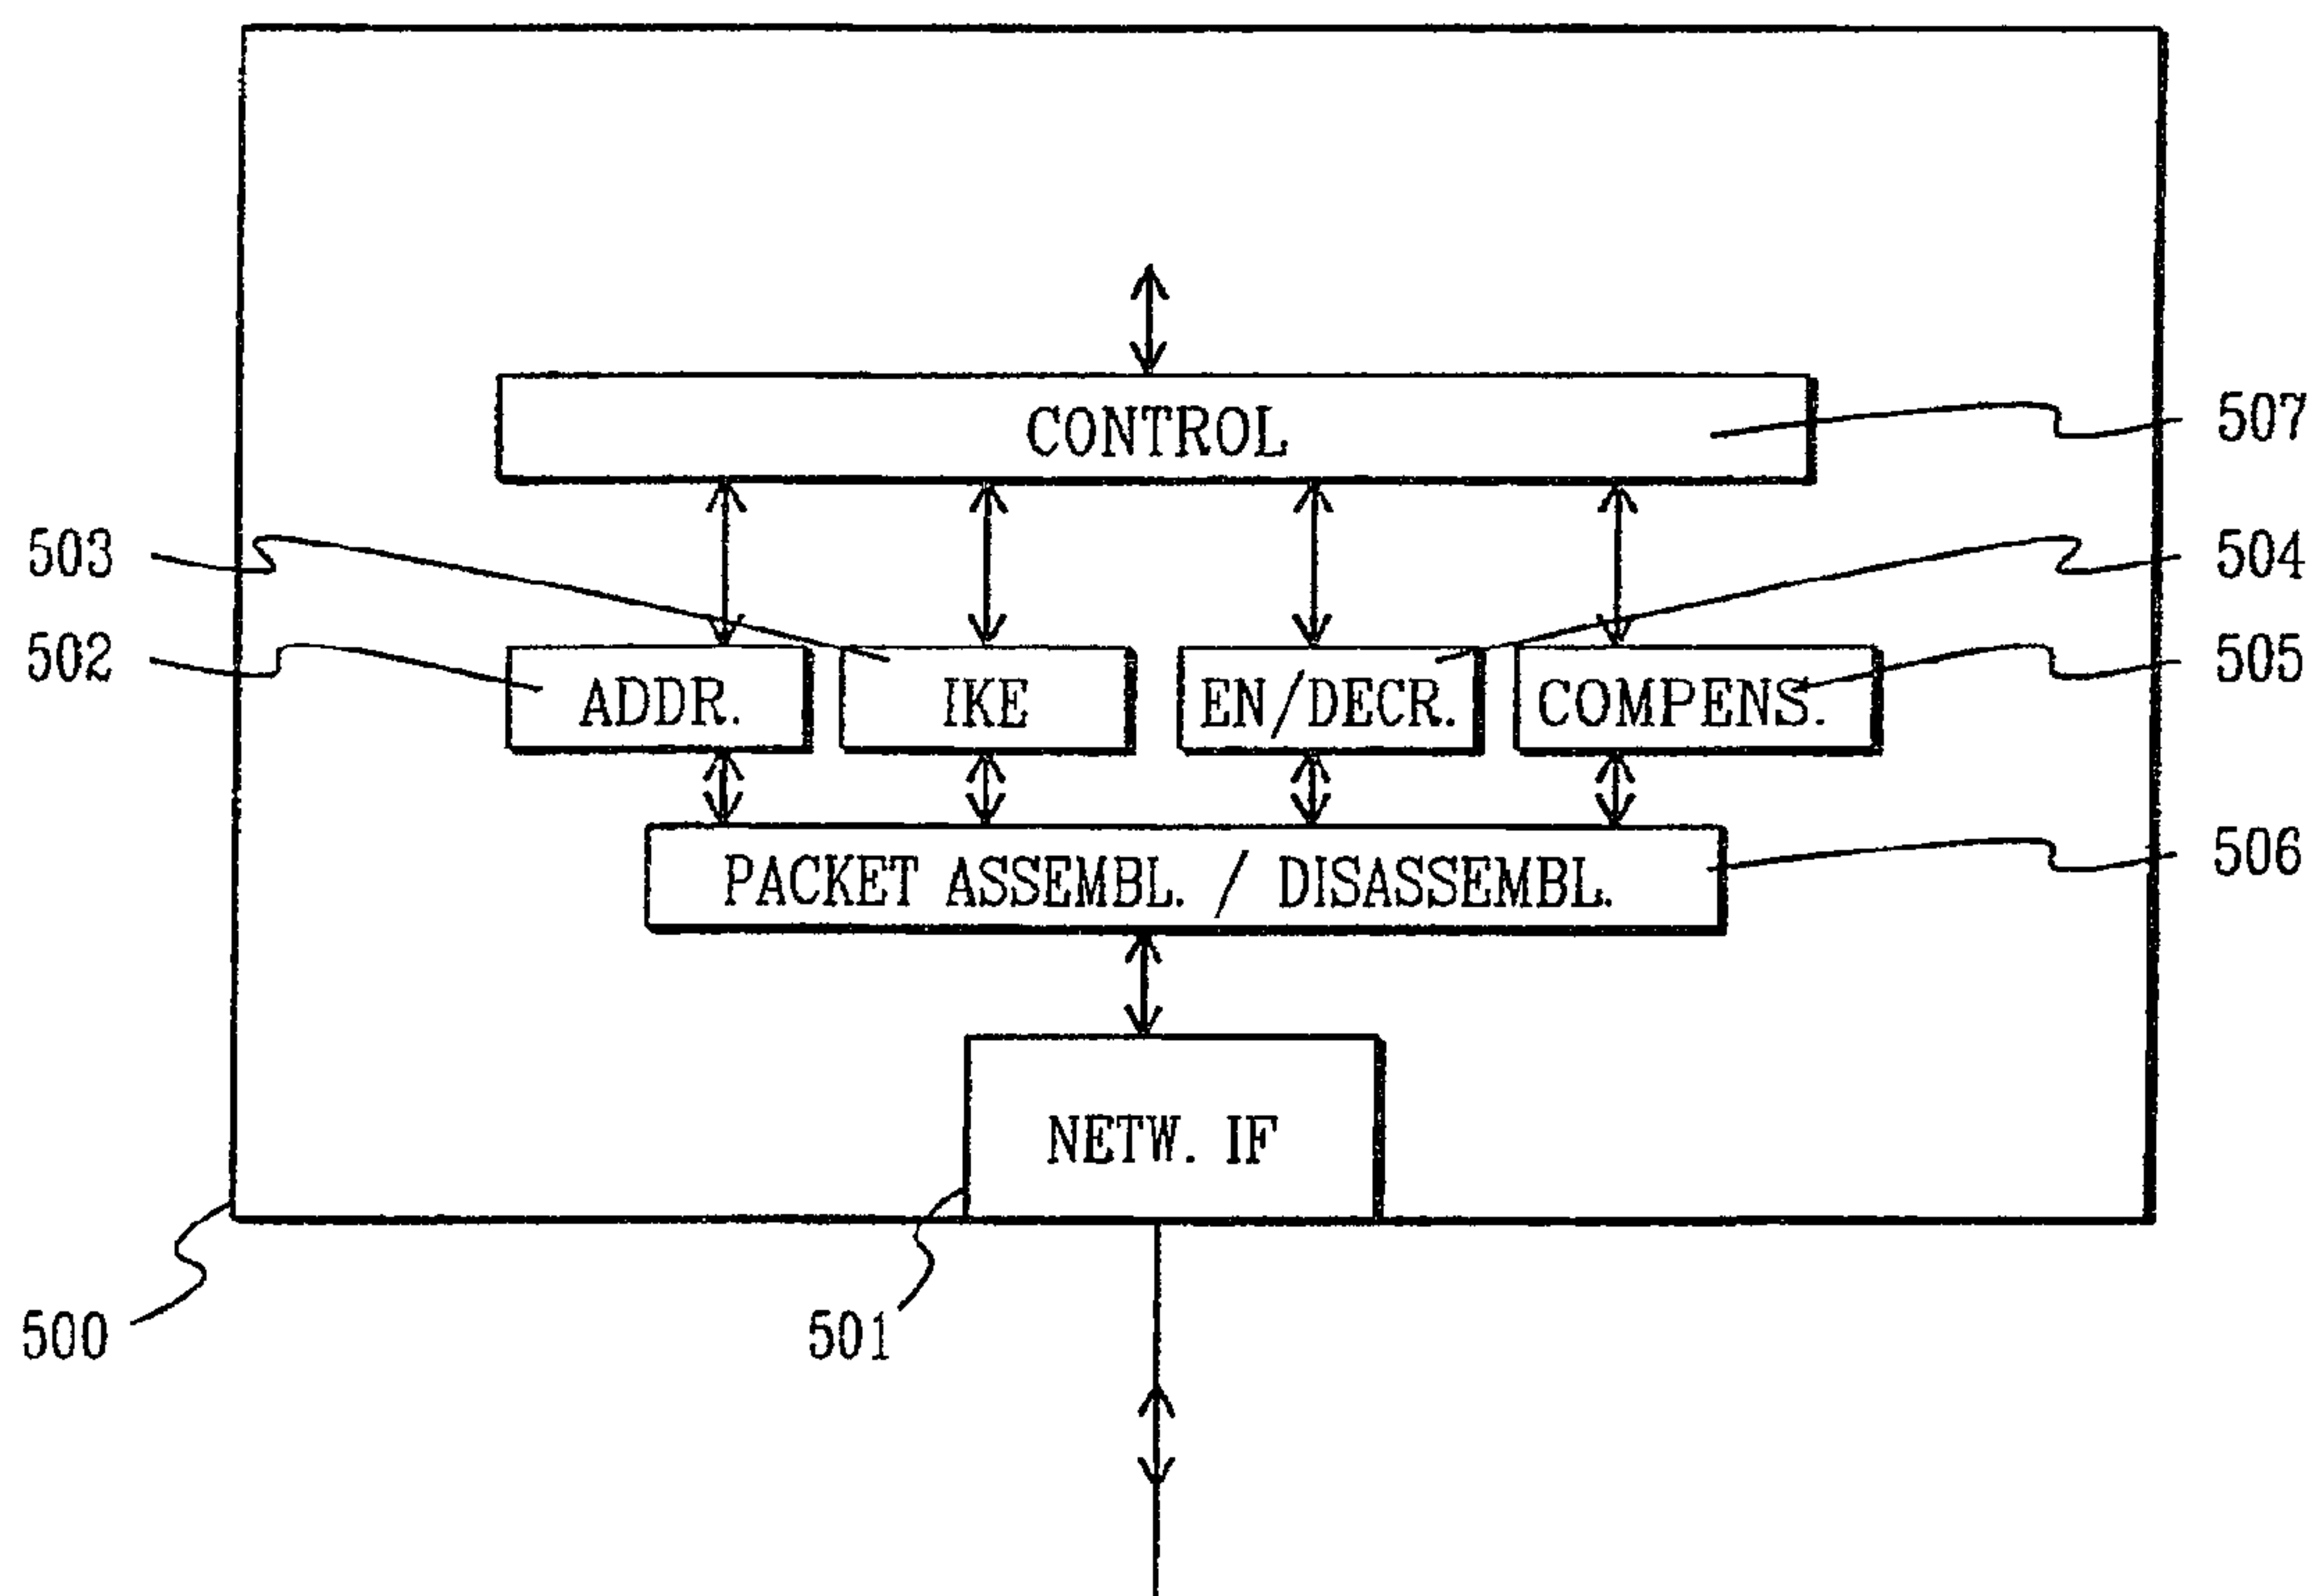 CONTROL
507
503
504
502
505
ADDR.
IKE
EN/DECR.
COMPENS.
506
PACKET ASSEMBL. / DISASSEMBL.
NETW. IF
500
501